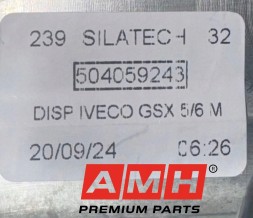 239 SILATECH 32
504059243
DISP IVECO GSX 5/6 M
20/09/24 06:26
AMH®
PREMIUM PARTS